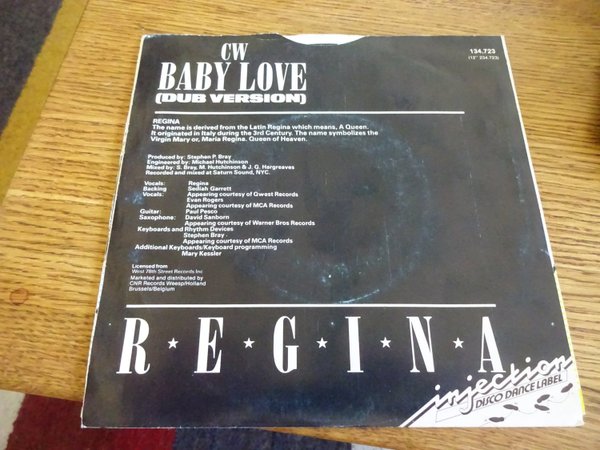 CW
BABY LOVE
(DUB VERSION)
134.723
(12" 234.723)
REGINA
The name is derived from the Latin Regina which means, A Queen.
It originated in Italy during the 3rd Century. The name symbolizes the
Virgin Mary or, Maria Regina. Queen of Heaven.
Produced by: Stephen P. Bray
Engineered by: Michael Hutchinson
Mixed by: S. Bray, M. Hutchinson & J. G. Hargreaves
Recorded and mixed at Saturn Sound, NYC.
Vocals: Regina
Backing Sediah Garrett
Vocals: Appearing courtesy of Qwest Records
Evan Rogers
Appearing courtesy of MCA Records
Guitar: Paul Pesco
Saxophone: David Sanborn
Appearing courtesy of Warner Bros Records
Keyboards and Rhythm Devices
Stephen Bray
Appearing courtesy of MCA Records
Additional Keyboards/Keyboard programming
Mary Kessler
Licensed from
West 78th Street Records Inc
Marketed and distributed by
CNR Records Weesp/Holland
Brussels/Belgium
R★E★G★I★N★A
injection
DISCO DANCE LABEL